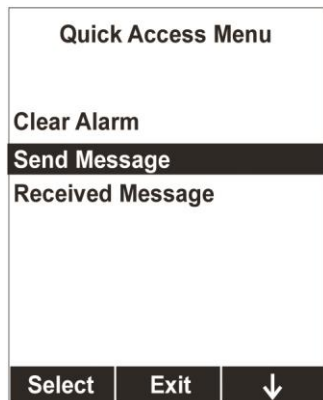 Quick Access Menu
Clear Alarm
Send Message
Received Message
Select Exit ↓